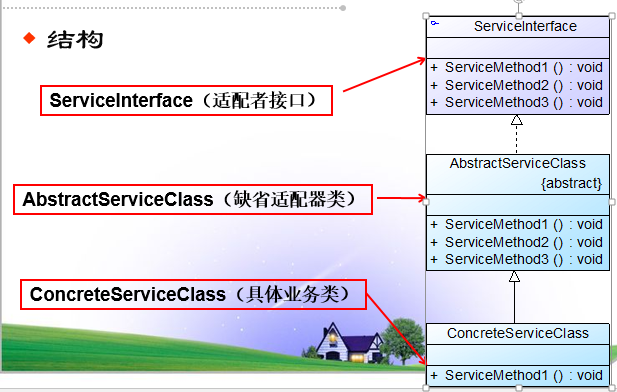 结构
ServiceInterface（适配者接口）
AbstractServiceClass（缺省适配器类）
ConcreteServiceClass（具体业务类）
ServiceInterface
+ ServiceMethod1 () : void
+ ServiceMethod2 () : void
+ ServiceMethod3 () : void
AbstractServiceClass
{abstract}
+ ServiceMethod1 () : void
+ ServiceMethod2 () : void
+ ServiceMethod3 () : void
ConcreteServiceClass
+ ServiceMethod1 () : void